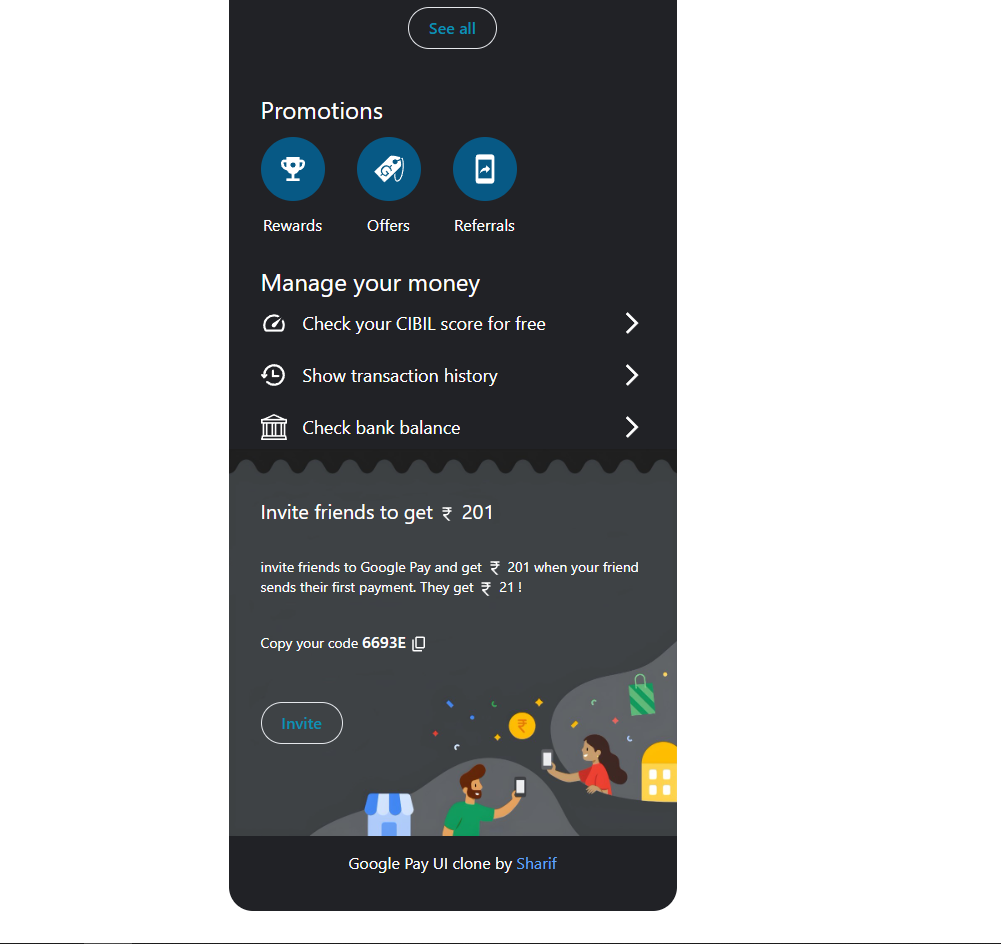 See all
Promotions
Rewards Offers Referrals
Manage your money
Check your CIBIL score for free
Show transaction history
Check bank balance
Invite friends to get ₹ 201
invite friends to Google Pay and get ₹ 201 when your friend
sends their first payment. They get ₹ 21 !
Copy your code 6693E
₹
Invite
Google Pay UI clone by Sharif